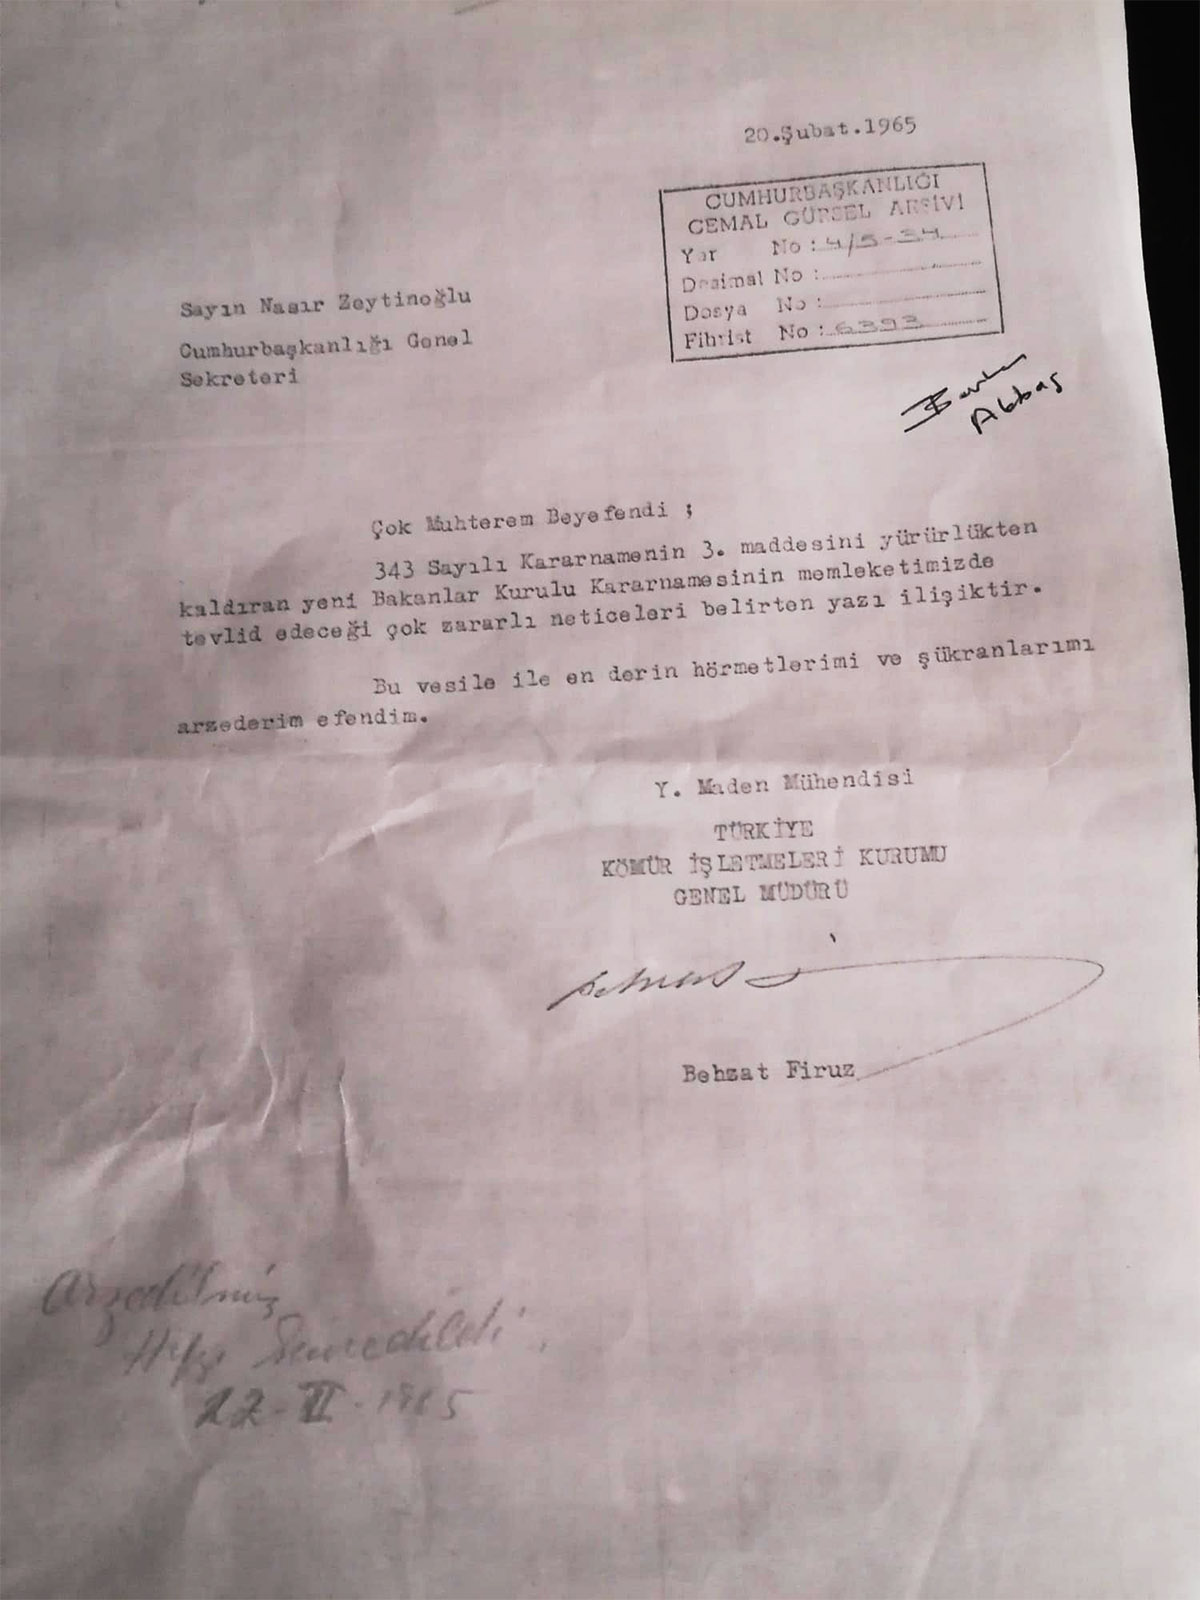 20.Şubat.1965
CUMHURBAŞKANLIĞI
CEMAL GÜRSEL ARŞİVİ
Yer No : 4/5-34
Desimal No :
Dosya No :
Fihrist No : 6393
Abbas
Sayın Nasır Zeytinoğlu
Cumhurbaşkanlığı Genel
Sekreteri
Çok Muhterem Beyefendi ;
343 Sayılı Kararnamenin 3. maddesini yürürlükten
kaldıran yeni Bakanlar Kurulu Kararnamesinin memleketimizde
tevlid edeceği çok zararlı neticeleri belirten yazı ilişiktir.
Bu vesile ile en derin hörmetlerimi ve şükranlarımı
arzederim efendim.
Y. Maden Mühendisi
TÜRKİYE
KÖMÜR İŞLETMELERİ KURUMU
GENEL MÜDÜRÜ
Behzat Firuz
Arzedilmiş
22-II-1965